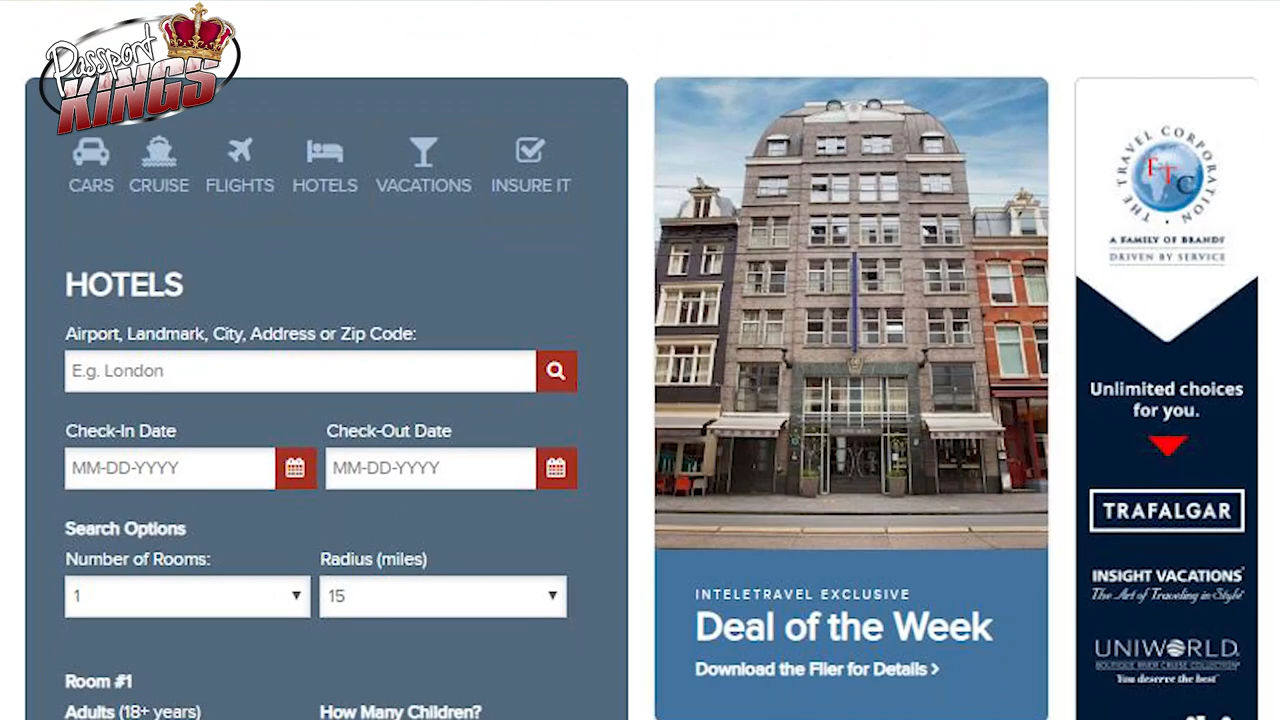 Passport
KINGS
CARS CRUISE FLIGHTS HOTELS VACATIONS INSURE IT
HOTELS
Airport, Landmark, City, Address or Zip Code:
E.g. London
Check-In Date Check-Out Date
MM-DD-YYYY MM-DD-YYYY
Search Options
Number of Rooms: Radius (miles)
1 15
Room #1
Adults (18+ years) How Many Children?
INTELETRAVEL EXCLUSIVE
Deal of the Week
Download the Flier for Details >
THE TRAVEL CORPORATION
TTC
A FAMILY OF BRANDS
DRIVEN BY SERVICE
Unlimited choices
for you.
TRAFALGAR
INSIGHT VACATIONS
The Art of Traveling in Style
UNIWORLD
BOUTIQUE RIVER CRUISE COLLECTION
You deserve the best